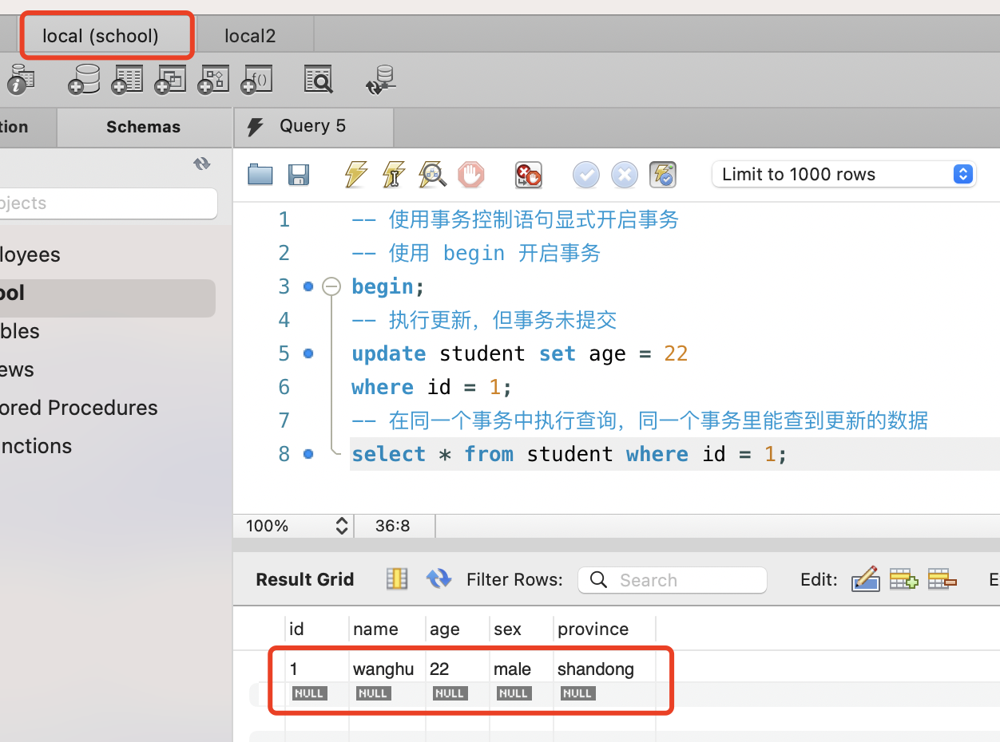 local (school) local2
tion Schemas Query 5
Limit to 1000 rows
ojects
loyees
ool
bles
ews
ored Procedures
nctions
1 -- 使用事务控制语句显式开启事务
2 -- 使用 begin 开启事务
3 begin;
4 -- 执行更新，但事务未提交
5 update student set age = 22
6 where id = 1;
7 -- 在同一个事务中执行查询，同一个事务里能查到更新的数据
8 select * from student where id = 1;
100% 36:8
Result Grid Filter Rows: Search Edit: E
id name age sex province
1 wanghu 22 male shandong
NULL NULL NULL NULL NULL